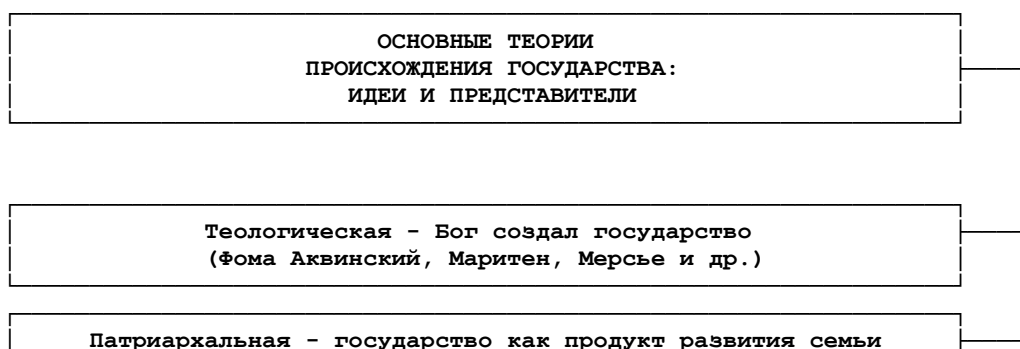 ОСНОВНЫЕ ТЕОРИИ
ПРОИСХОЖДЕНИЯ ГОСУДАРСТВА:
ИДЕИ И ПРЕДСТАВИТЕЛИ
Теологическая - Бог создал государство
(Фома Аквинский, Маритен, Мерсье и др.)
Патриархальная - государство как продукт развития семьи